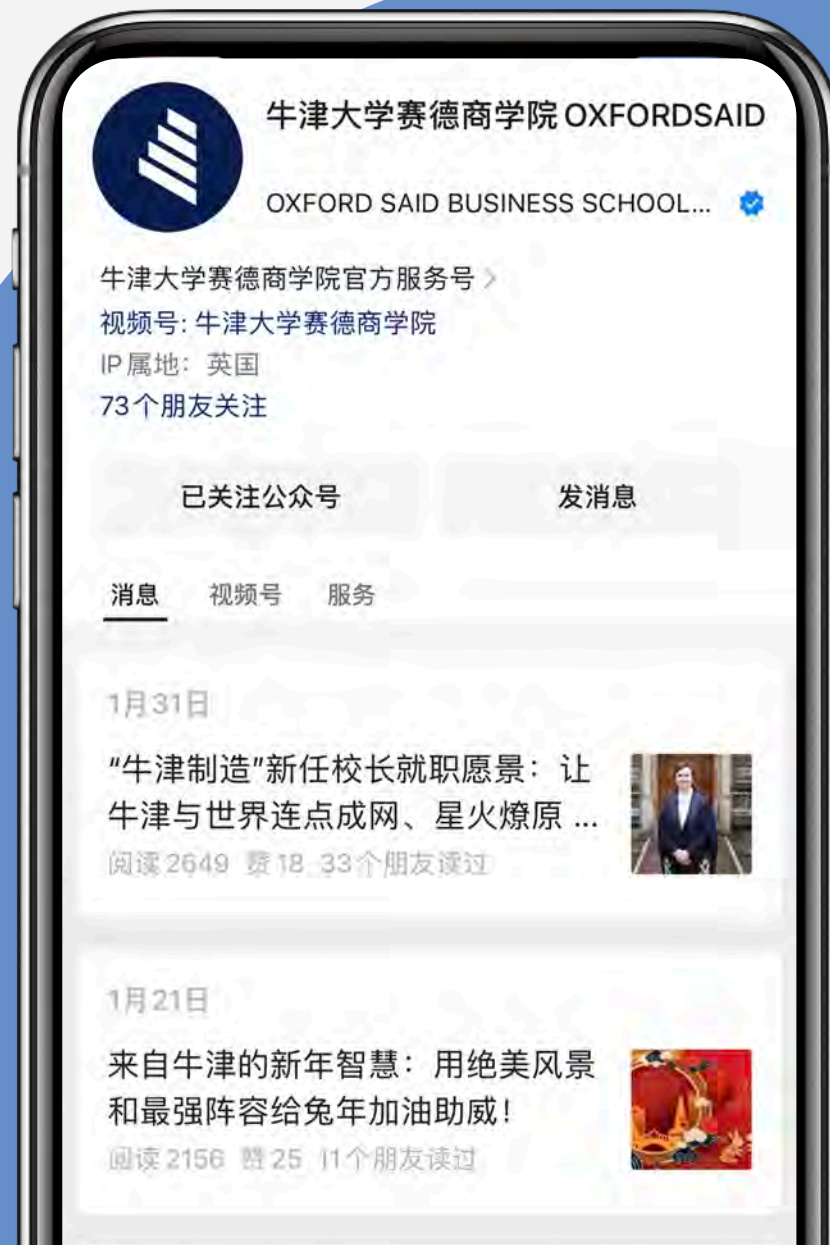 牛津大学赛德商学院 OXFORDSAID
OXFORD SAID BUSINESS SCHOOL...
牛津大学赛德商学院官方服务号
视频号: 牛津大学赛德商学院
IP属地：英国
73个朋友关注
已关注公众号 发消息
消息 视频号 服务
1月31日
“牛津制造”新任校长就职愿景：让
牛津与世界连点成网、星火燎原 ...
阅读 2649 赞 18 33个朋友读过
1月21日
来自牛津的新年智慧：用绝美风景
和最强阵容给兔年加油助威！
阅读 2156 赞 25 11个朋友读过